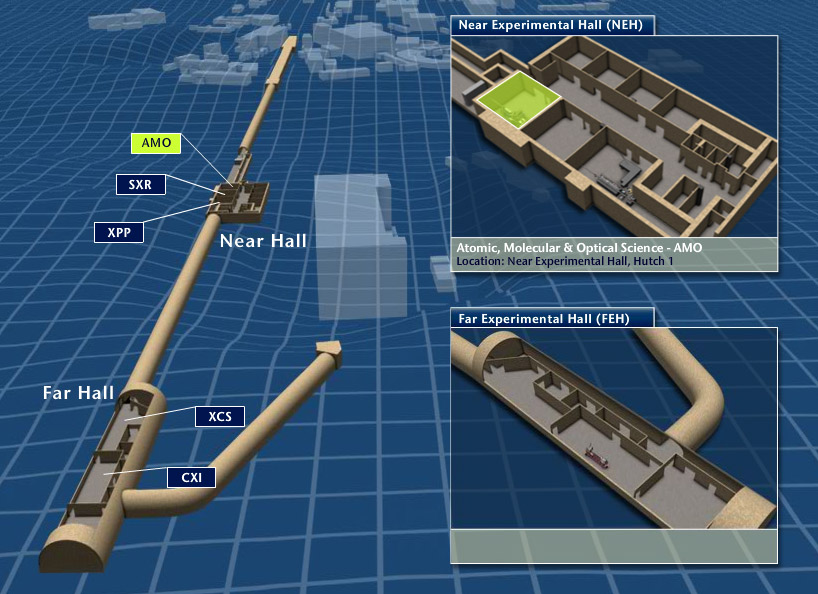 AMO
SXR
XPP
Near Hall
Far Hall
XCS
CXI
Near Experimental Hall (NEH)
Atomic, Molecular & Optical Science - AMO
Location: Near Experimental Hall, Hutch 1
Far Experimental Hall (FEH)